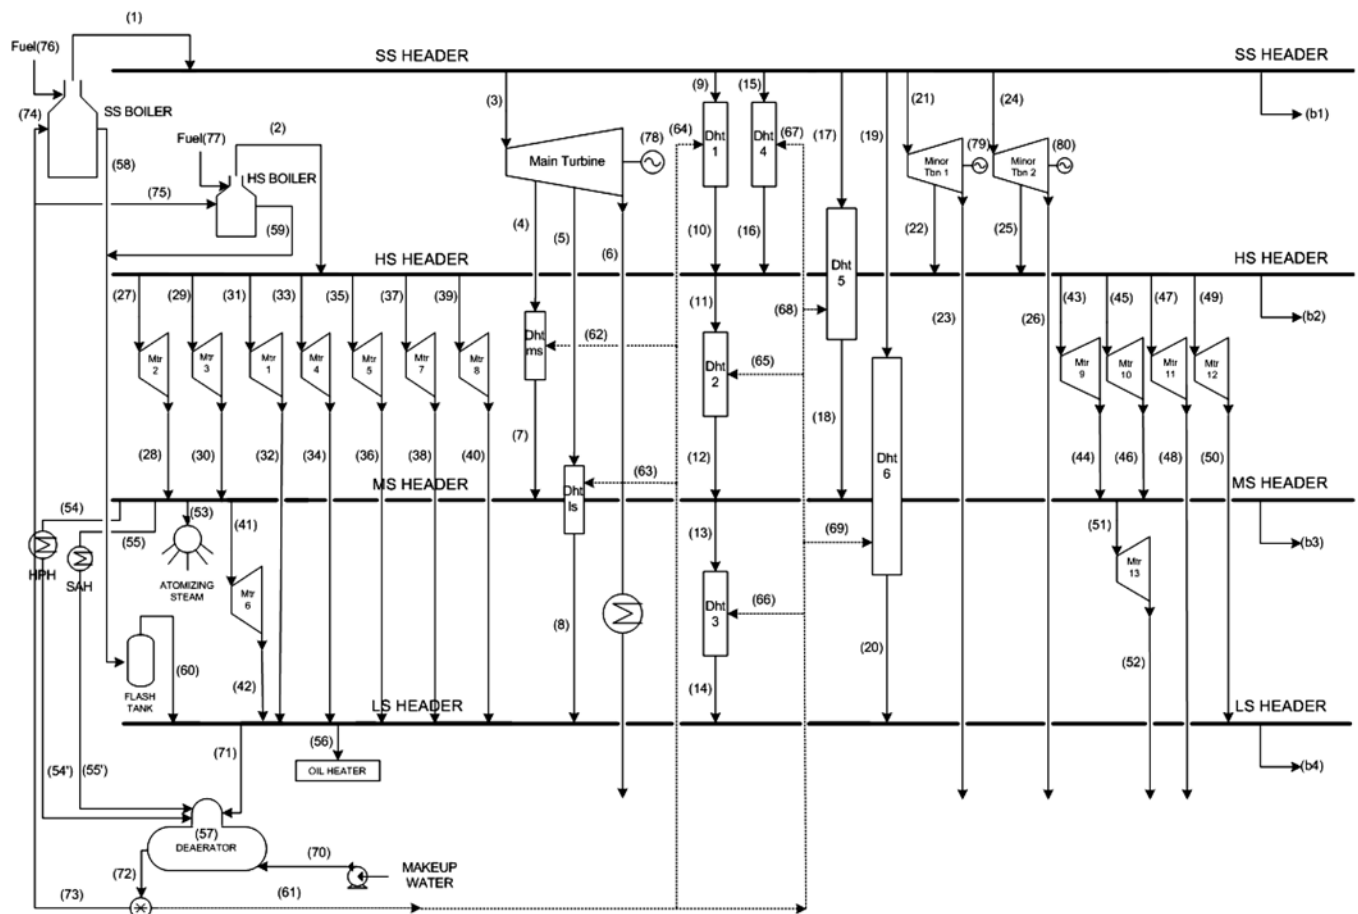 (1)
Fuel(76)
SS HEADER
SS HEADER
(74)
SS BOILER
(3)
(9)
(15)
(21)
(24)
(b1)
Fuel(77)
(2)
(64)
Dht
1
Dht
4
(67)
(17)
(19)
(58)
HS BOILER
Main Turbine
(78)
Minor
Tbn 1
(79)
Minor
Tbn 2
(80)
(75)
(59)
(4)
(5)
(6)
(10)
(16)
(22)
(25)
HS HEADER
HS HEADER
Dht
5
(27)
(29)
(31)
(33)
(35)
(37)
(39)
(11)
(68)
(23)
(26)
(43)
(45)
(47)
(49)
(b2)
Mtr
2
Mtr
3
Mtr
1
Mtr
4
Mtr
5
Mtr
7
Mtr
8
Dht
ms
(62)
Dht
2
(65)
Mtr
9
Mtr
10
Mtr
11
Mtr
12
(28)
(30)
(32)
(34)
(36)
(38)
(40)
(7)
(12)
(18)
Dht
6
(44)
(46)
(48)
(50)
MS HEADER
Dht
ls
(63)
MS HEADER
(54)
(55)
(53)
(41)
(13)
(69)
(51)
(b3)
HPH
SAH
ATOMIZING
STEAM
Mtr
6
Dht
3
(66)
Mtr
13
(8)
(20)
(60)
(42)
(14)
(52)
FLASH
TANK
LS HEADER
LS HEADER
(71)
(56)
(54')
(55')
OIL HEATER
(b4)
(57)
DEAERATOR
(72)
(70)
MAKEUP
WATER
(73)
(61)